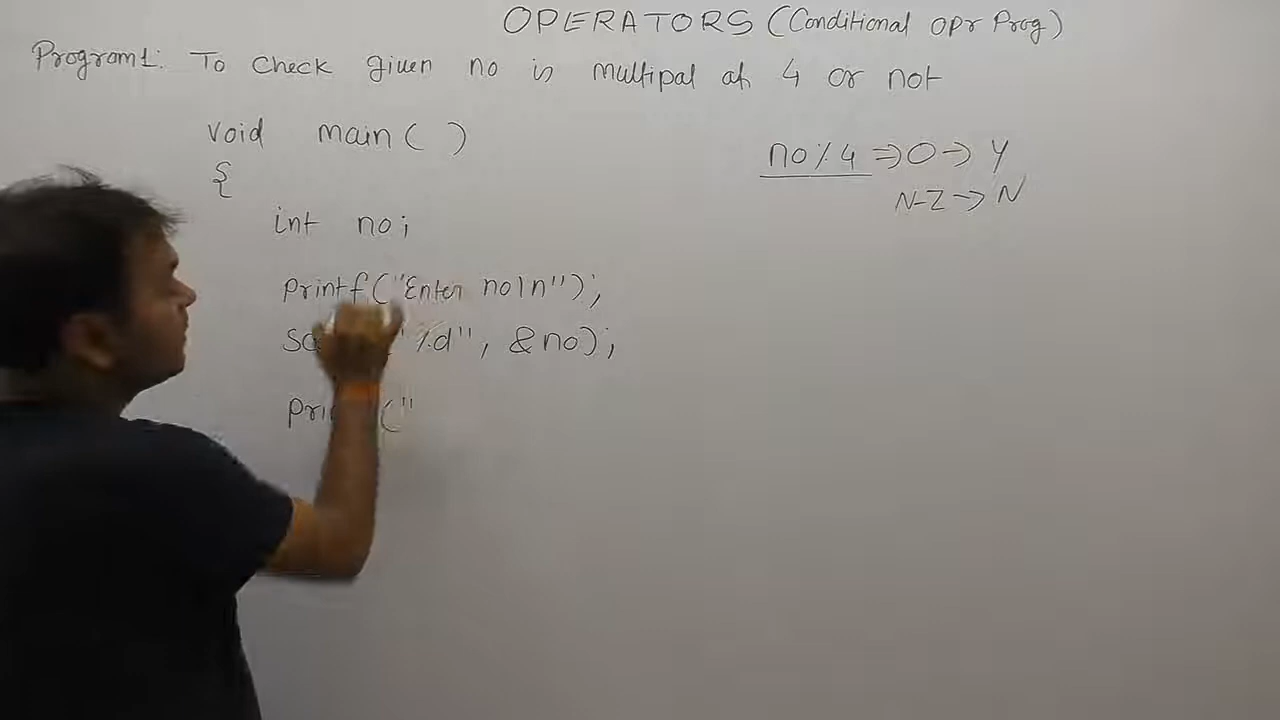 OPERATORS (Conditional opr Prog)
Program1: To check given no is multipal of 4 or not
void main( )
{
int no;
printf("Enter no\n");
"%d", &no);
("
no%4 => 0 -> Y
N-Z -> N